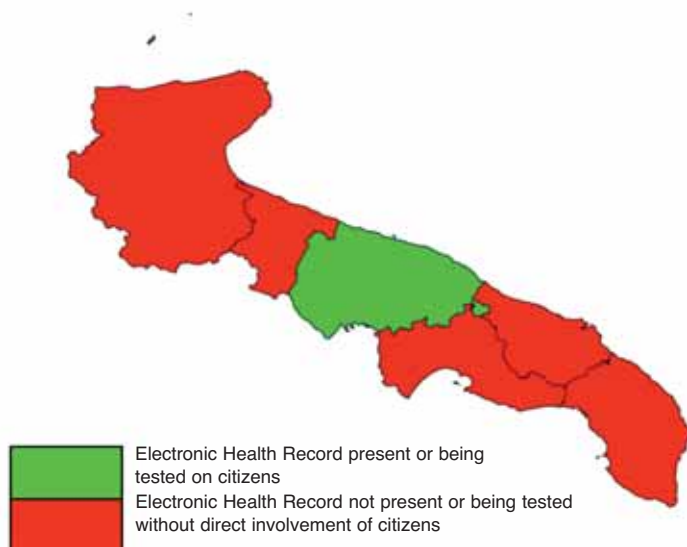 Electronic Health Record present or being
tested on citizens
Electronic Health Record not present or being tested
without direct involvement of citizens